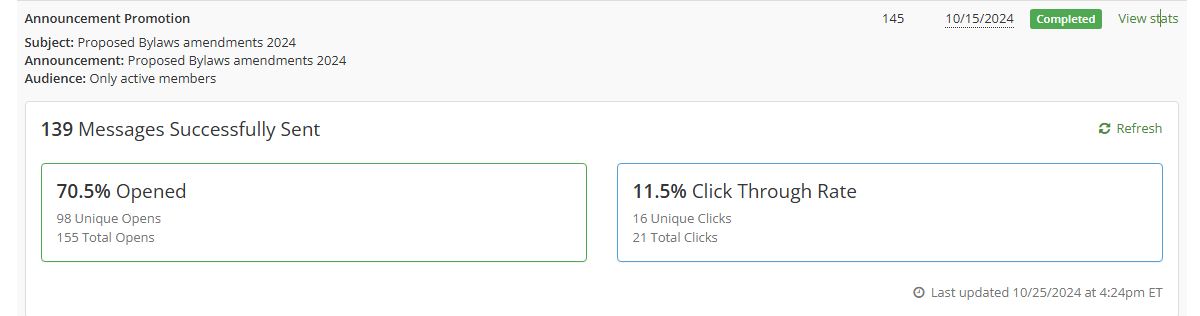 Announcement Promotion 145 10/15/2024 Completed View stats
Subject: Proposed Bylaws amendments 2024
Announcement: Proposed Bylaws amendments 2024
Audience: Only active members
139 Messages Successfully Sent Refresh
70.5% Opened
98 Unique Opens
155 Total Opens
11.5% Click Through Rate
16 Unique Clicks
21 Total Clicks
Last updated 10/25/2024 at 4:24pm ET